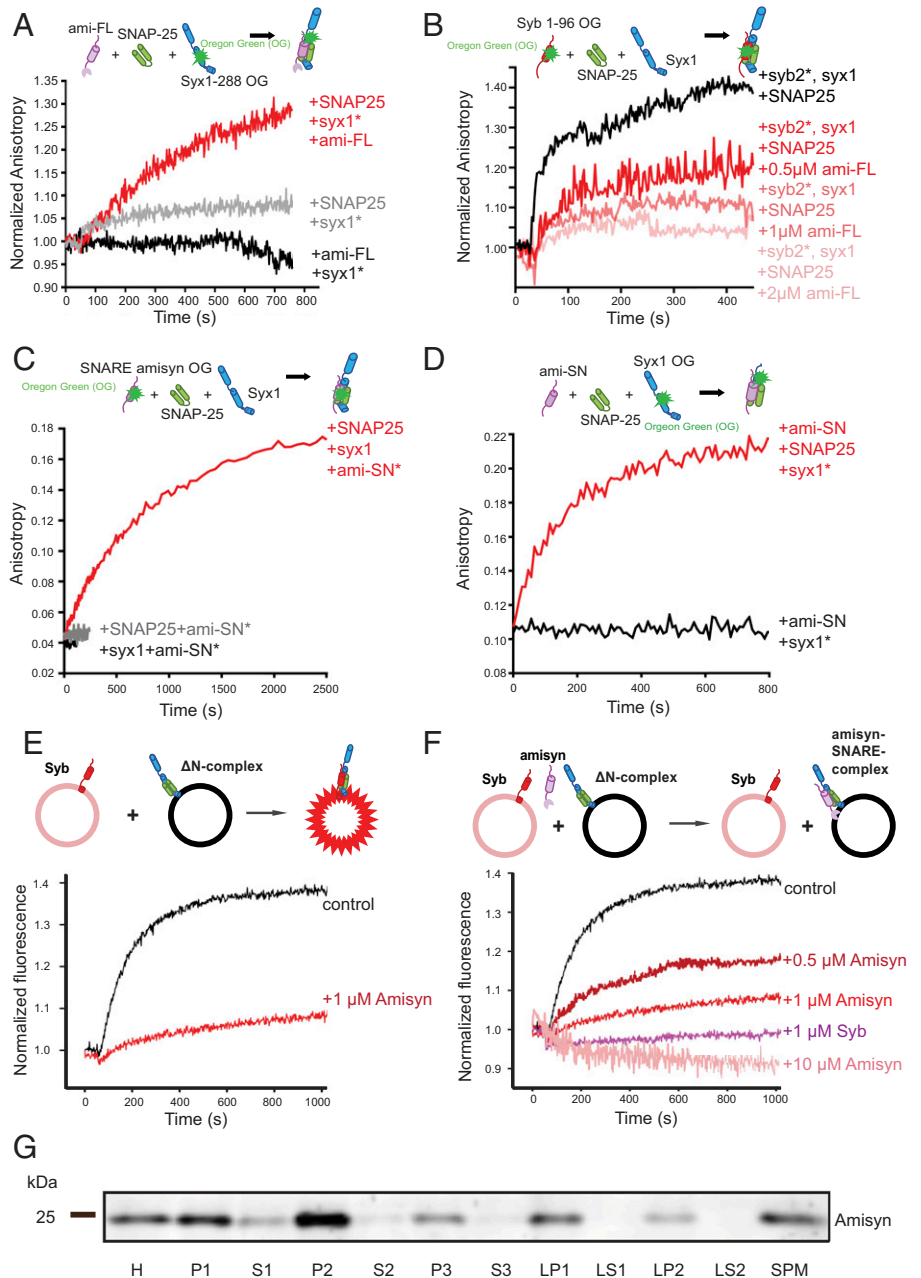 A
ami-FL
SNAP-25
+
+
Oregon Green (OG)
Syx1-288 OG
Normalized Anisotropy
1.30
1.25
1.20
1.15
1.10
1.05
1.00
0.95
0.90
0 100 200 300 400 500 600 700 800
Time (s)
+SNAP25
+syx1*
+ami-FL
+SNAP25
+syx1*
+ami-FL
+syx1*
B
Syb 1-96 OG
Oregon Green (OG)
+
+
SNAP-25
Syx1
Normalized Anisotropy
1.40
1.30
1.20
1.10
1.00
0 100 200 300 400
Time (s)
+syb2*, syx1
+SNAP25
+syb2*, syx1
+SNAP25
+0.5µM ami-FL
+syb2*, syx1
+SNAP25
+1µM ami-FL
+syb2*, syx1
+SNAP25
+2µM ami-FL
C
SNARE amisyn OG
Oregon Green (OG)
+
+
SNAP-25
Syx1
Anisotropy
0.18
0.16
0.14
0.12
0.10
0.08
0.06
0.04
0.02
0 500 1000 1500 2000 2500
Time (s)
+SNAP25
+syx1
+ami-SN*
+SNAP25+ami-SN*
+syx1+ami-SN*
D
ami-SN
Syx1 OG
+
+
SNAP-25
Orgeon Green (OG)
Anisotropy
0.22
0.20
0.18
0.16
0.14
0.12
0.10
0.08
0 200 400 600 800
Time (s)
+ami-SN
+SNAP25
+syx1*
+ami-SN
+syx1*
E
Syb
ΔN-complex
+
Normalized fluorescence
1.4
1.3
1.2
1.1
1.0
0 200 400 600 800 1000
Time (s)
control
+1 µM Amisyn
F
Syb
amisyn
ΔN-complex
Syb
amisyn-
SNARE-
complex
+
+
Normalized fluorescence
1.4
1.3
1.2
1.1
1.0
0.9
0 200 400 600 800 1000
Time (s)
control
+0.5 µM Amisyn
+1 µM Amisyn
+1 µM Syb
+10 µM Amisyn
G
kDa
25
Amisyn
H P1 S1 P2 S2 P3 S3 LP1 LS1 LP2 LS2 SPM